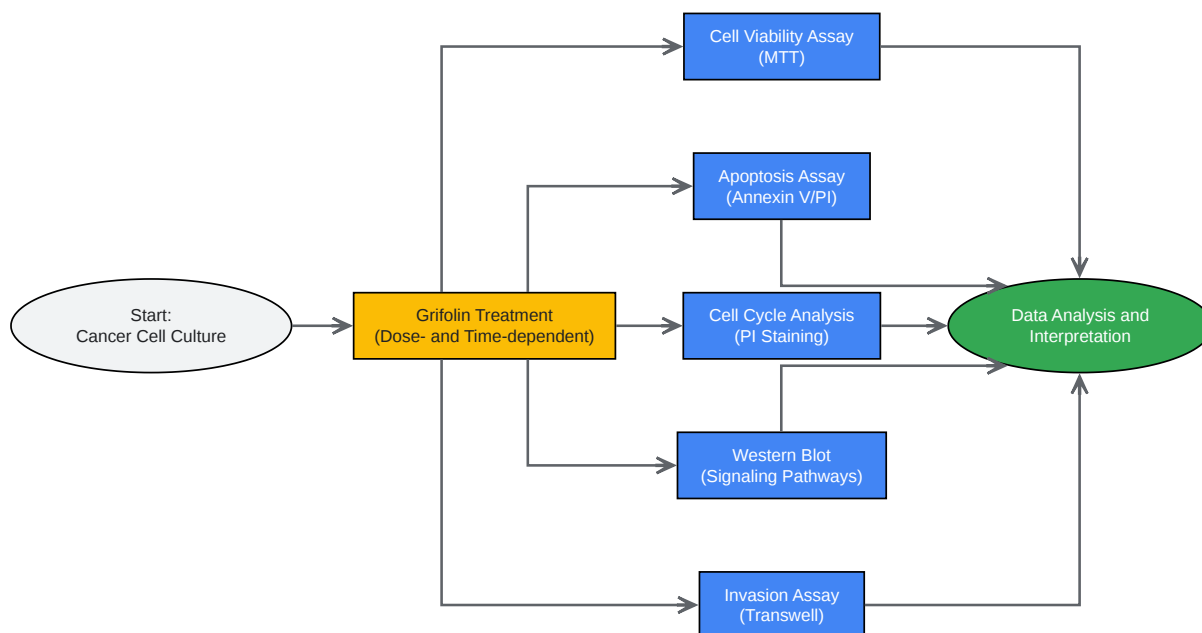 Start:
Cancer Cell Culture
Grifolin Treatment
(Dose- and Time-dependent)
Cell Viability Assay
(MTT)
Apoptosis Assay
(Annexin V/PI)
Cell Cycle Analysis
(PI Staining)
Western Blot
(Signaling Pathways)
Invasion Assay
(Transwell)
Data Analysis and
Interpretation